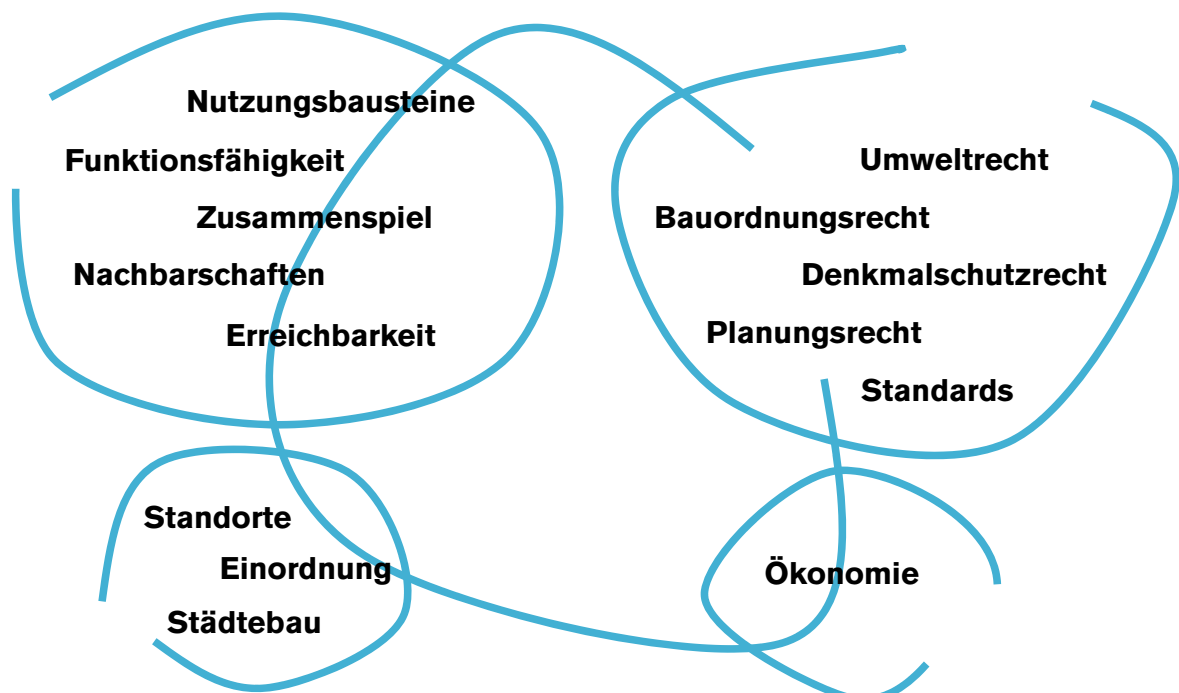 Nutzungsbausteine
Funktionsfähigkeit
Zusammenspiel
Nachbarschaften
Erreichbarkeit
Umweltrecht
Bauordnungsrecht
Denkmalschutzrecht
Planungsrecht
Standards
Standorte
Einordnung
Städtebau
Ökonomie